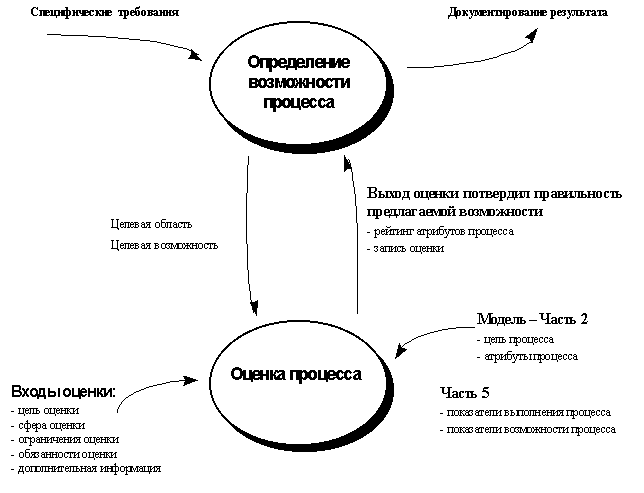 Специфические требования
Документирование результата
Определение
возможности
процесса
Целевая область
Целевая возможность
Выход оценки потвердил правильность
предлагаемой возможности
- рейтинг атрибутов процесса
- запись оценки
Оценка процесса
Модель – Часть 2
- цель процесса
- атрибуты процесса
Входы оценки:
- цель оценки
- сфера оценки
- ограничения оценки
- обязанности оценки
- дополнительная информация
Часть 5
- показатели выполнения процесса
- показатели возможности процесса